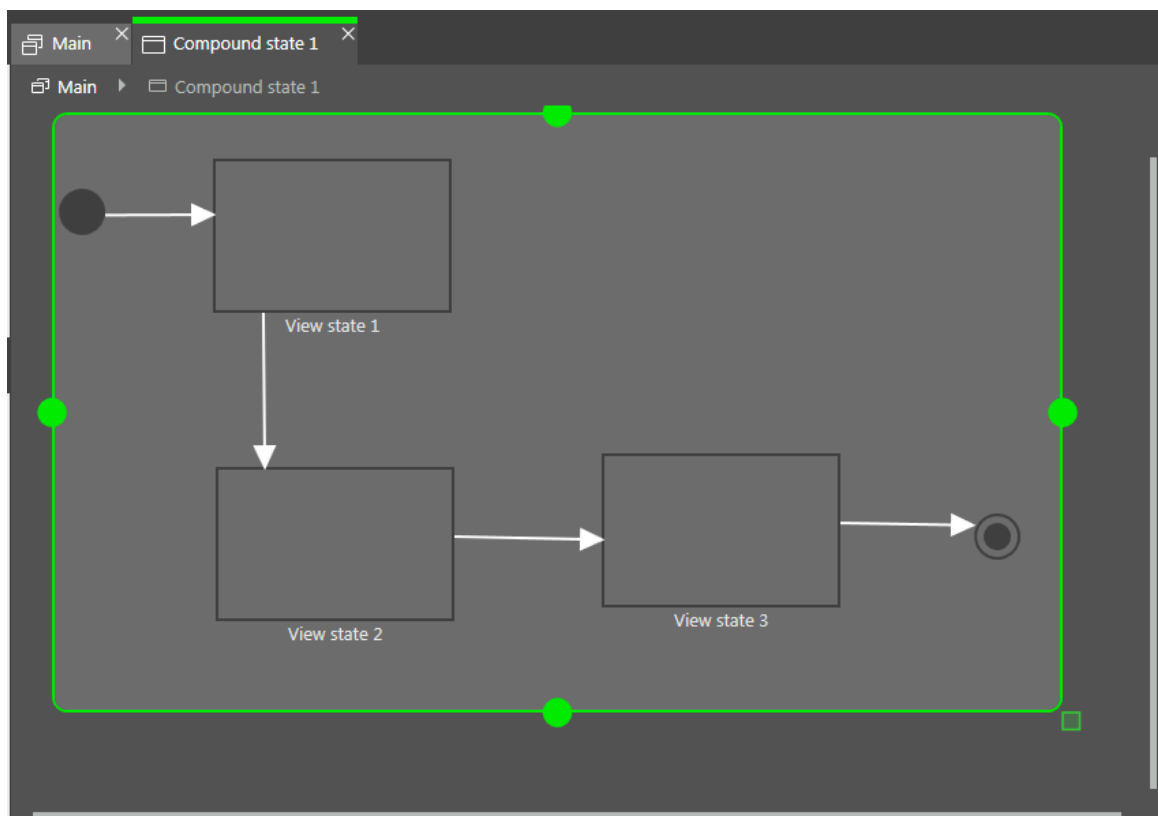 Main
Compound state 1
Main
Compound state 1
View state 1
View state 2
View state 3